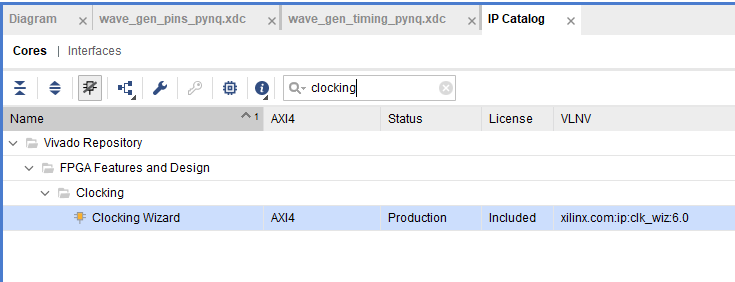 Diagram wave_gen_pins_pynq.xdc wave_gen_timing_pynq.xdc IP Catalog
Cores | Interfaces
clocking
Name 1 AXI4 Status License VLNV
Vivado Repository
FPGA Features and Design
Clocking
Clocking Wizard AXI4 Production Included xilinx.com:ip:clk_wiz:6.0